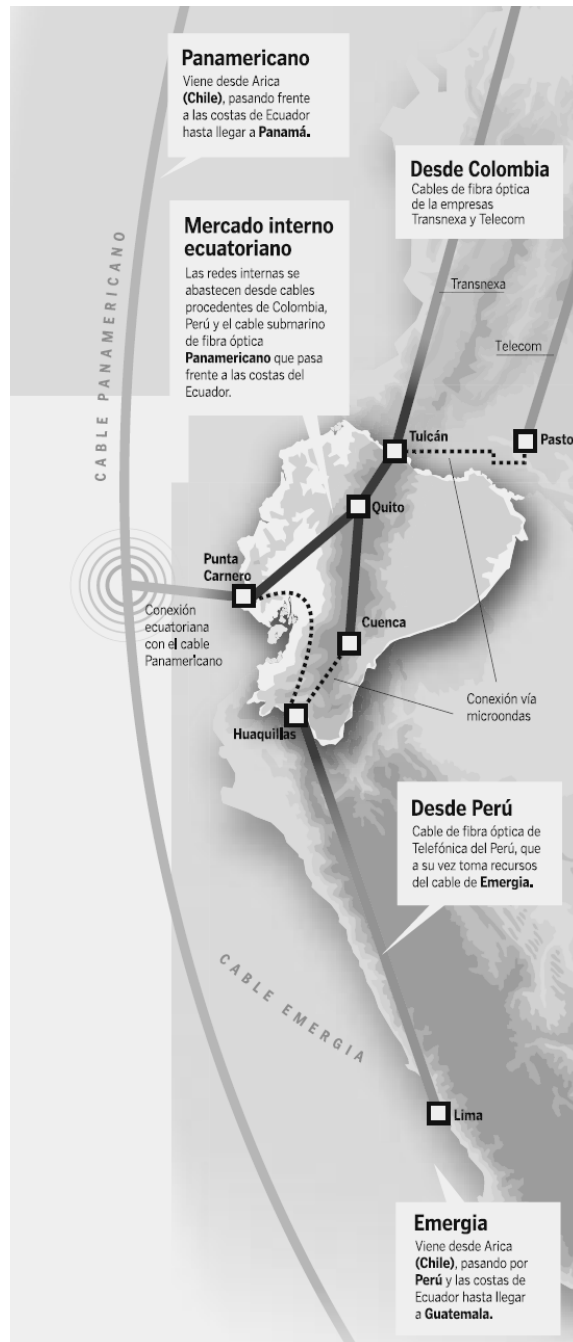 Panamericano
Viene desde Arica
(Chile), pasando frente
a las costas de Ecuador
hasta llegar a Panamá.
Desde Colombia
Cables de fibra óptica
de la empresas
Transnexa y Telecom
CABLE PANAMERICANO
Mercado interno
ecuatoriano
Las redes internas se
abastecen desde cables
procedentes de Colombia,
Perú y el cable submarino
de fibra óptica
Panamericano que pasa
frente a las costas del
Ecuador.
Transnexa
Telecom
Tulcán
Pasto
Quito
Punta
Carnero
Conexión
ecuatoriana
con el cable
Panamericano
Cuenca
Conexión vía
microondas
Huaquillas
Desde Perú
Cable de fibra óptica de
Telefónica del Perú, que
a su vez toma recursos
del cable de Emergia.
CABLE EMERGIA
Lima
Emergia
Viene desde Arica
(Chile), pasando por
Perú y las costas de
Ecuador hasta llegar
a Guatemala.